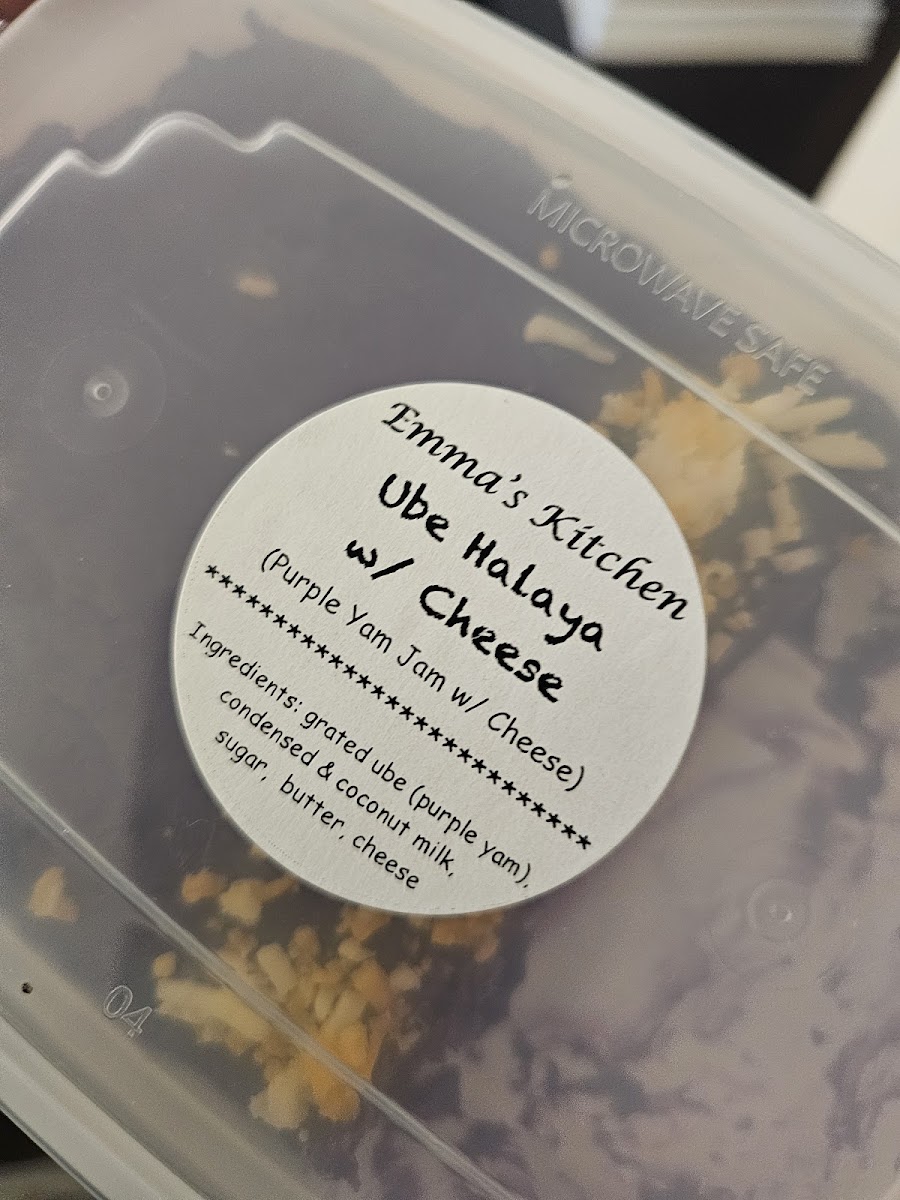 MICROWAVE SAFE
Emma's Kitchen
Ube Halaya
w/ Cheese
(Purple Yam Jam w/ Cheese)
******************************
Ingredients: grated ube (purple yam),
condensed & coconut milk,
sugar, butter, cheese
04